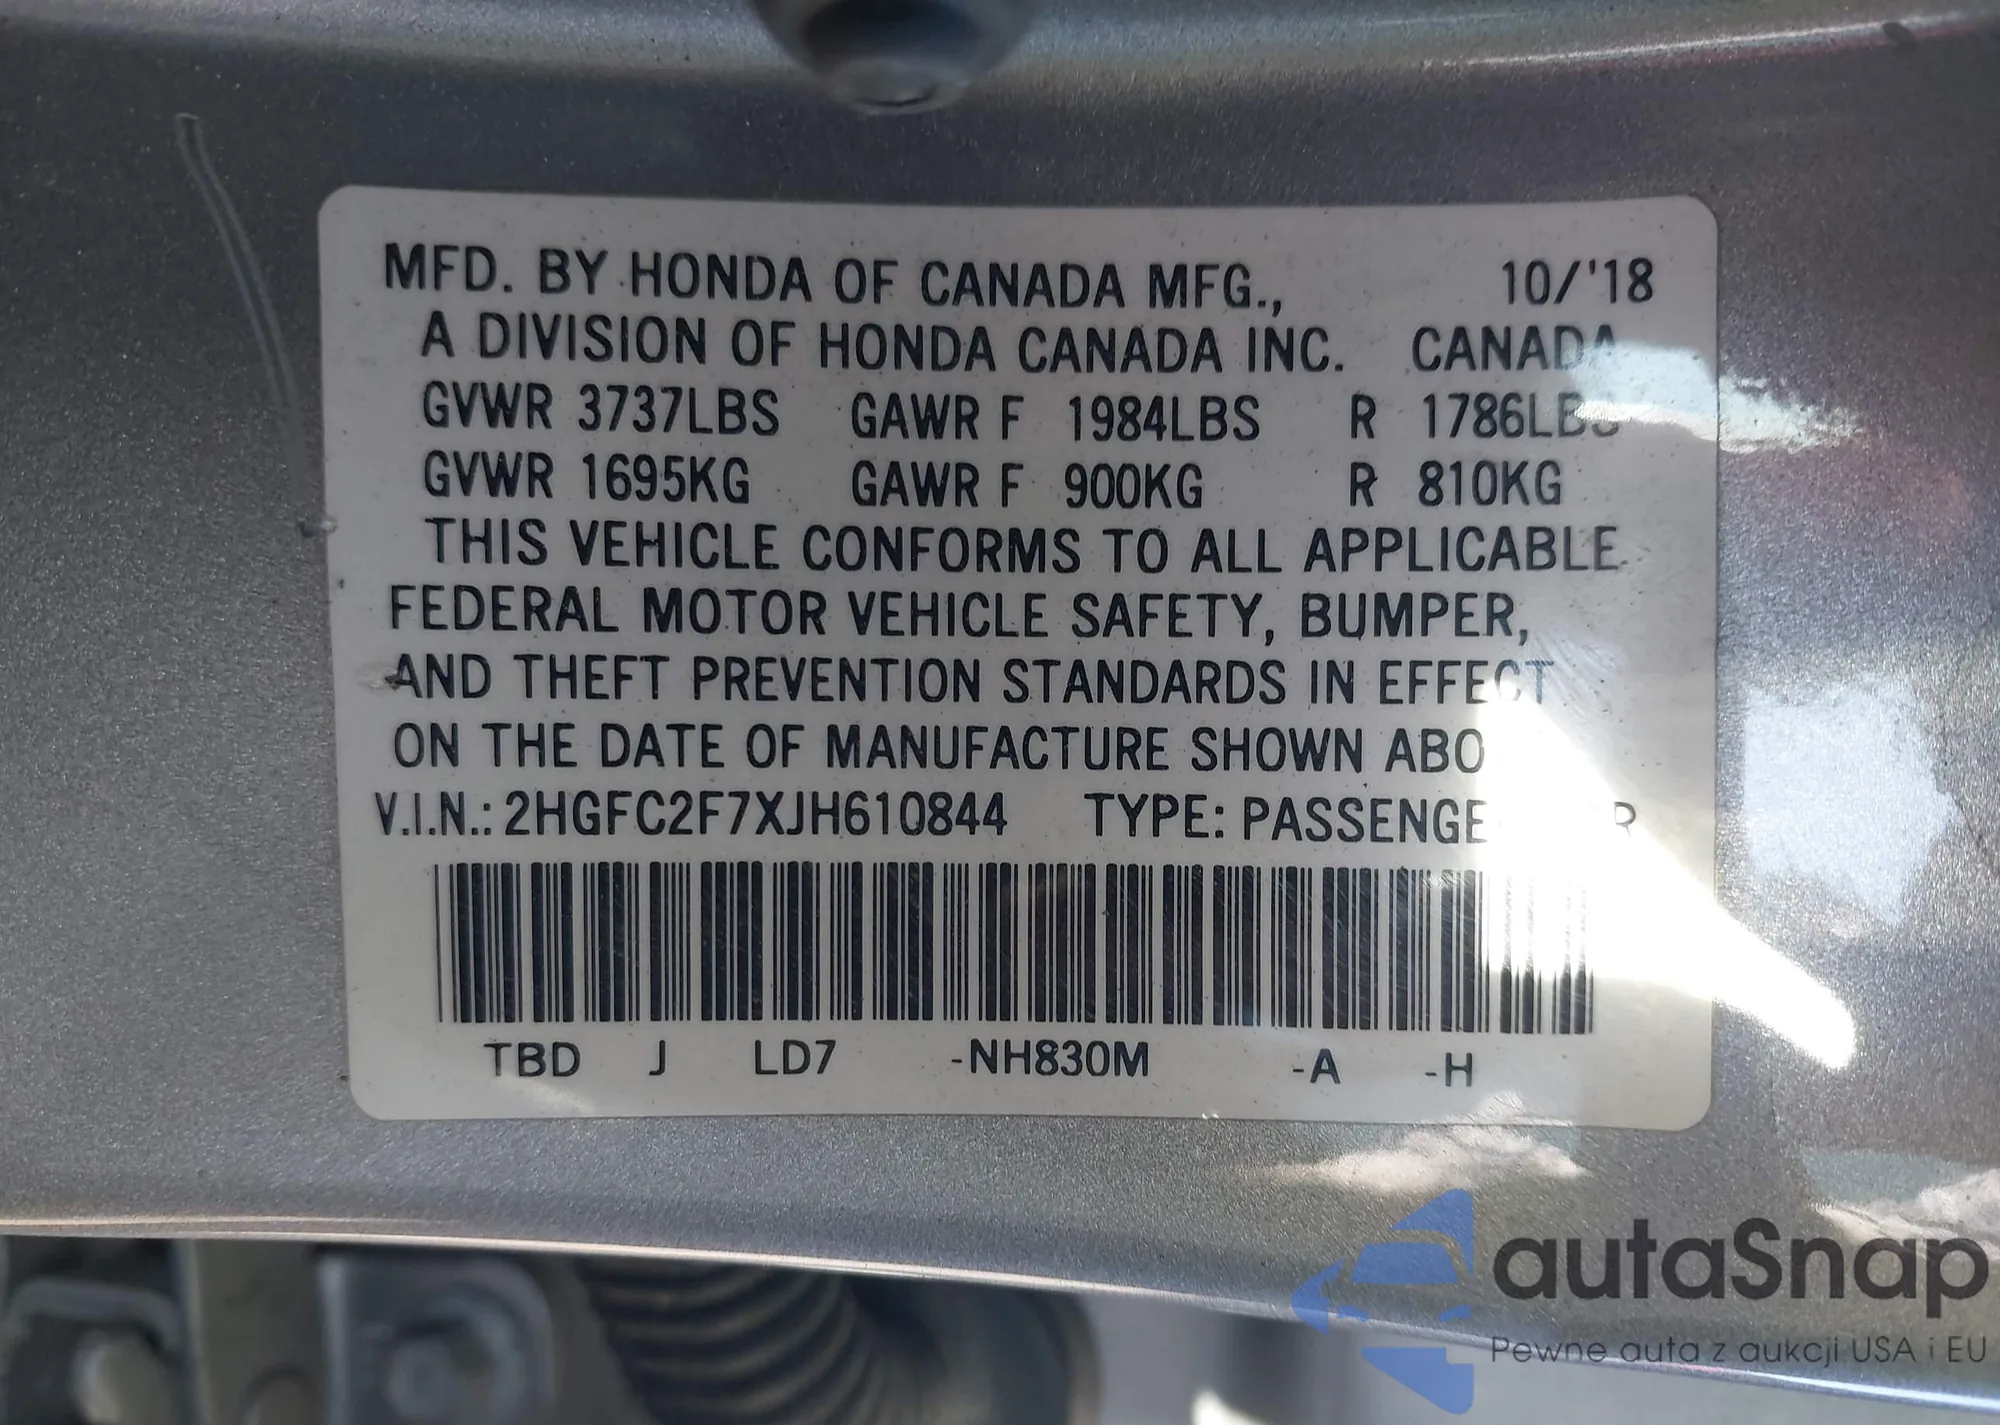 MFD. BY HONDA OF CANADA MFG., 10/'18
A DIVISION OF HONDA CANADA INC. CANADA
GVWR 3737LBS GAWR F 1984LBS R 1786LBS
GVWR 1695KG GAWR F 900KG R 810KG
THIS VEHICLE CONFORMS TO ALL APPLICABLE
FEDERAL MOTOR VEHICLE SAFETY, BUMPER,
AND THEFT PREVENTION STANDARDS IN EFFECT
ON THE DATE OF MANUFACTURE SHOWN
V.I.N.: 2HGFC2F7XJH610844 TYPE:
TBD J LD7 -NH830M -A -H
autaSnap
Pewne auta z aukcji USA i EU